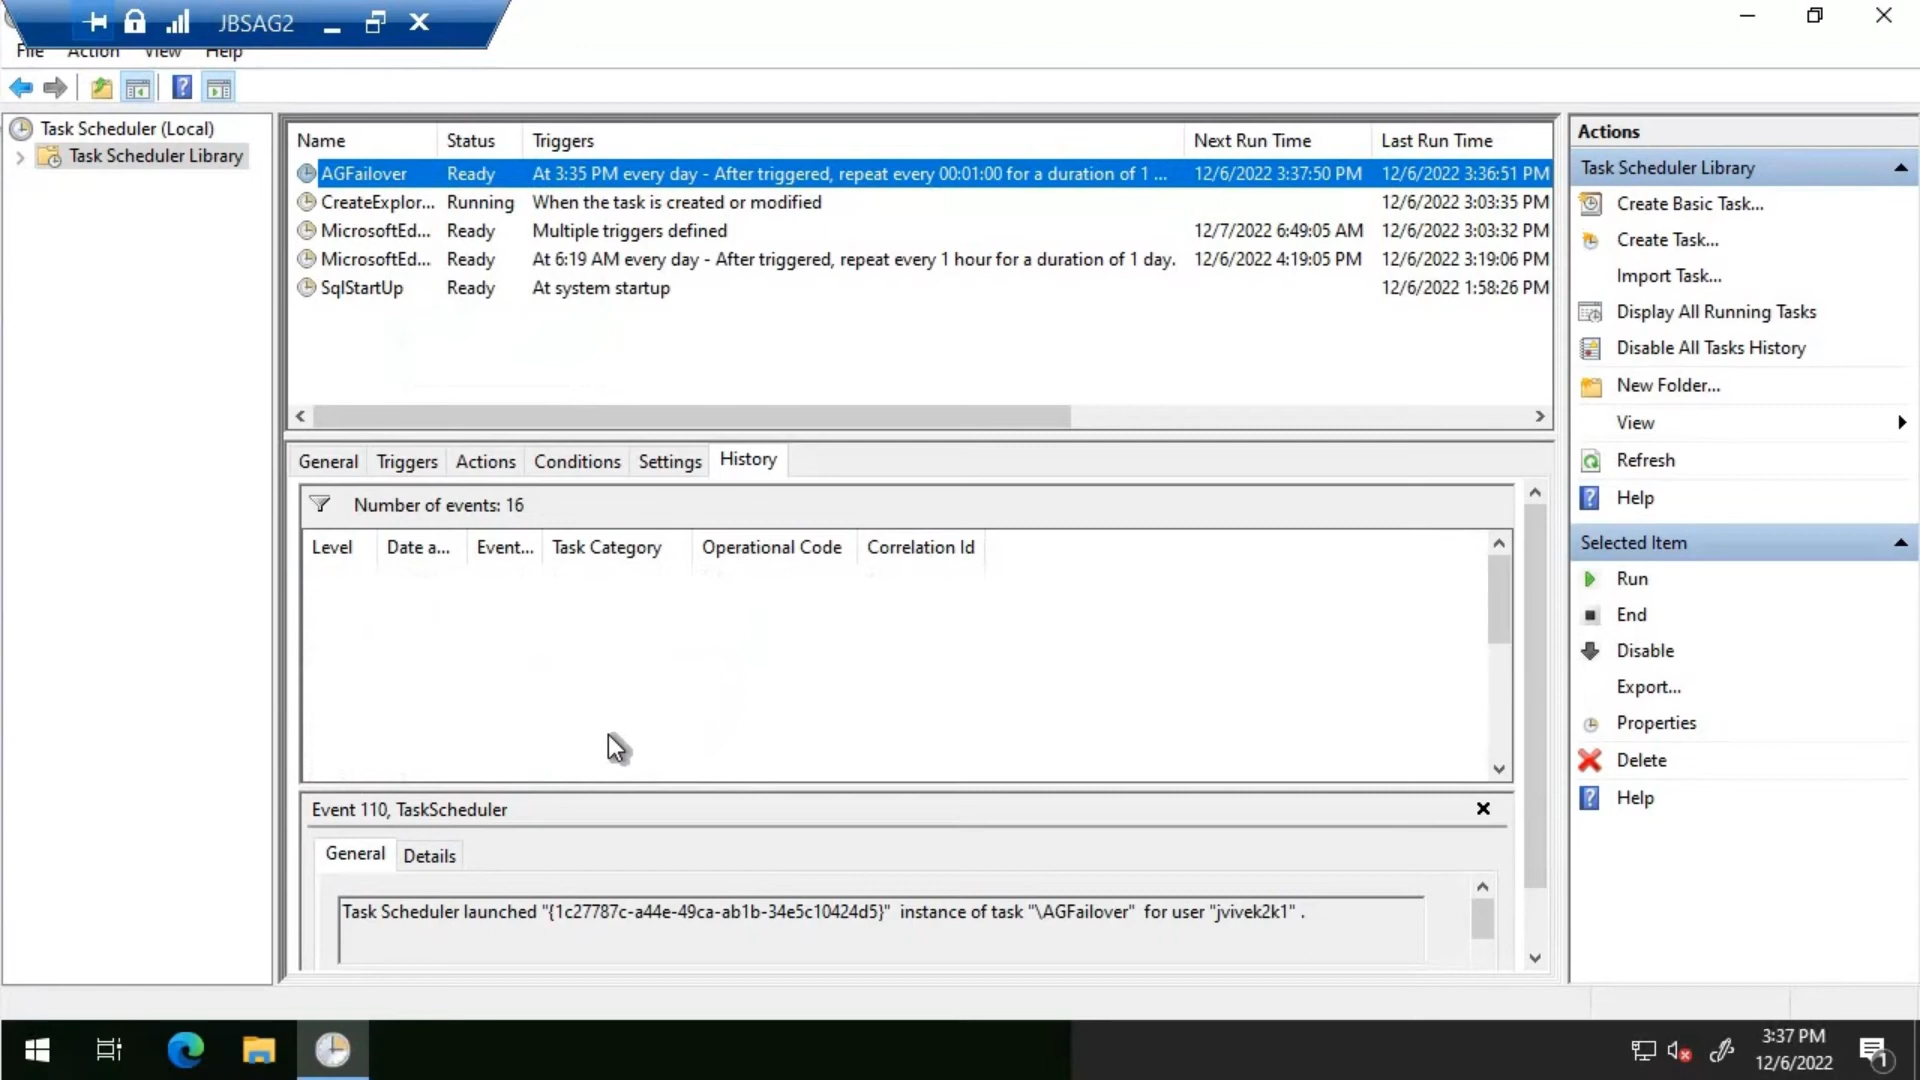 JBSAG2
File Action View Help
Task Scheduler (Local)
Task Scheduler Library
Name Status Triggers Next Run Time Last Run Time
AGFailover Ready At 3:35 PM every day - After triggered, repeat every 00:01:00 for a duration of 1 ... 12/6/2022 3:37:50 PM 12/6/2022 3:36:51 PM
CreateExplor... Running When the task is created or modified 12/6/2022 3:03:35 PM
MicrosoftEd... Ready Multiple triggers defined 12/7/2022 6:49:05 AM 12/6/2022 3:03:32 PM
MicrosoftEd... Ready At 6:19 AM every day - After triggered, repeat every 1 hour for a duration of 1 day. 12/6/2022 4:19:05 PM 12/6/2022 3:19:06 PM
SqlStartUp Ready At system startup 12/6/2022 1:58:26 PM
General Triggers Actions Conditions Settings History
Number of events: 16
Level Date a... Event... Task Category Operational Code Correlation Id
Event 110, TaskScheduler
General Details
Task Scheduler launched "{1c27787c-a44e-49ca-ab1b-34e5c10424d5}" instance of task "\AGFailover" for user "jvivek2k1" .
Actions
Task Scheduler Library
Create Basic Task...
Create Task...
Import Task...
Display All Running Tasks
Disable All Tasks History
New Folder...
View
Refresh
Help
Selected Item
Run
End
Disable
Export...
Properties
Delete
Help
3:37 PM
12/6/2022
1